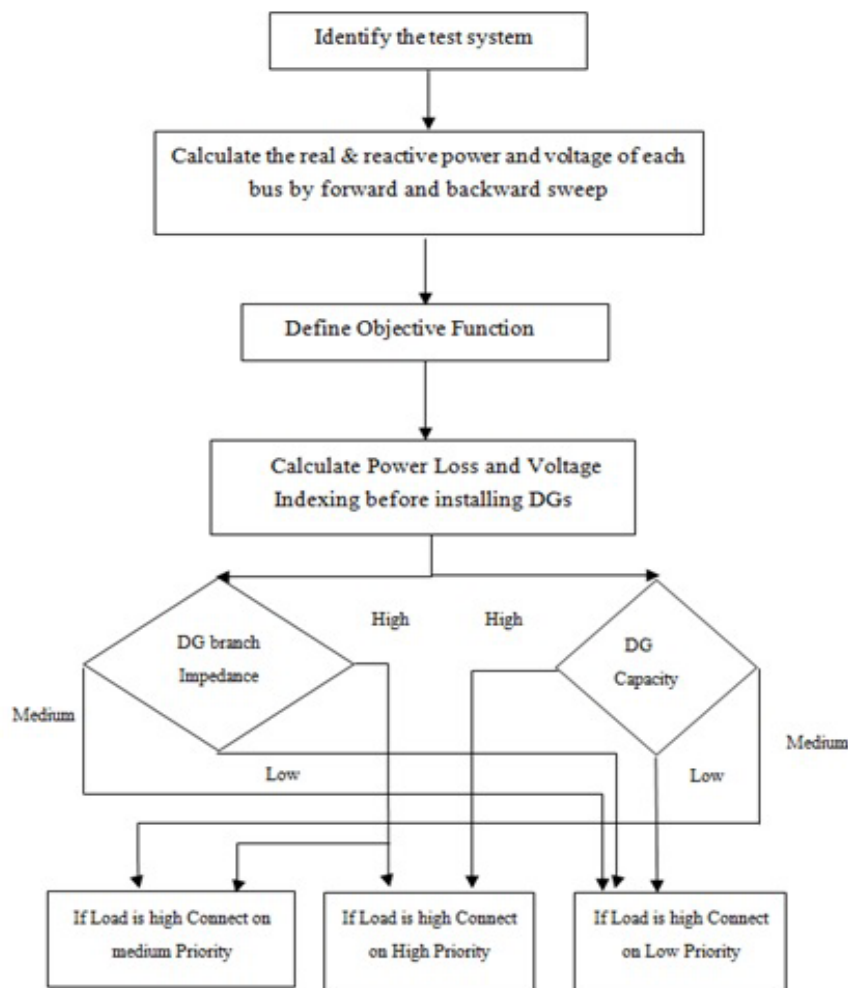 Identify the test system
Calculate the real & reactive power and voltage of each
bus by forward and backward sweep
Define Objective Function
Calculate Power Loss and Voltage
Indexing before installing DGs
High
High
DG branch
Impedance
DG
Capacity
Medium
Medium
Low
Low
If Load is high Connect on
medium Priority
If Load is high Connect
on High Priority
If Load is high Connect
on Low Priority